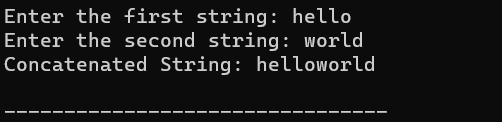 Enter the first string: hello
Enter the second string: world
Concatenated String: helloworld
--------------------------------